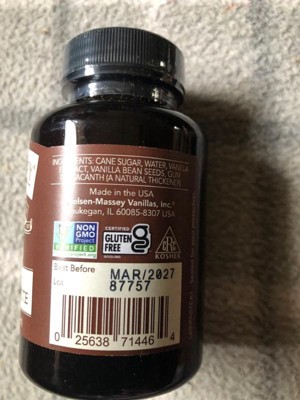 INGREDIENTS: CANE SUGAR, WATER, VANILLA
EXTRACT, VANILLA BEAN SEEDS, GUM
TRAGACANTH (A NATURAL THICKENER)
Made in the USA
Nielsen-Massey Vanillas, Inc.®
Waukegan, IL 60085-8307 USA
NON
GMO
Project
VERIFIED
CERTIFIED
GLUTEN
FREE
cRc
KOSHER
Best Before
MAR/2027
Lot
87757
0 25638 71446 4